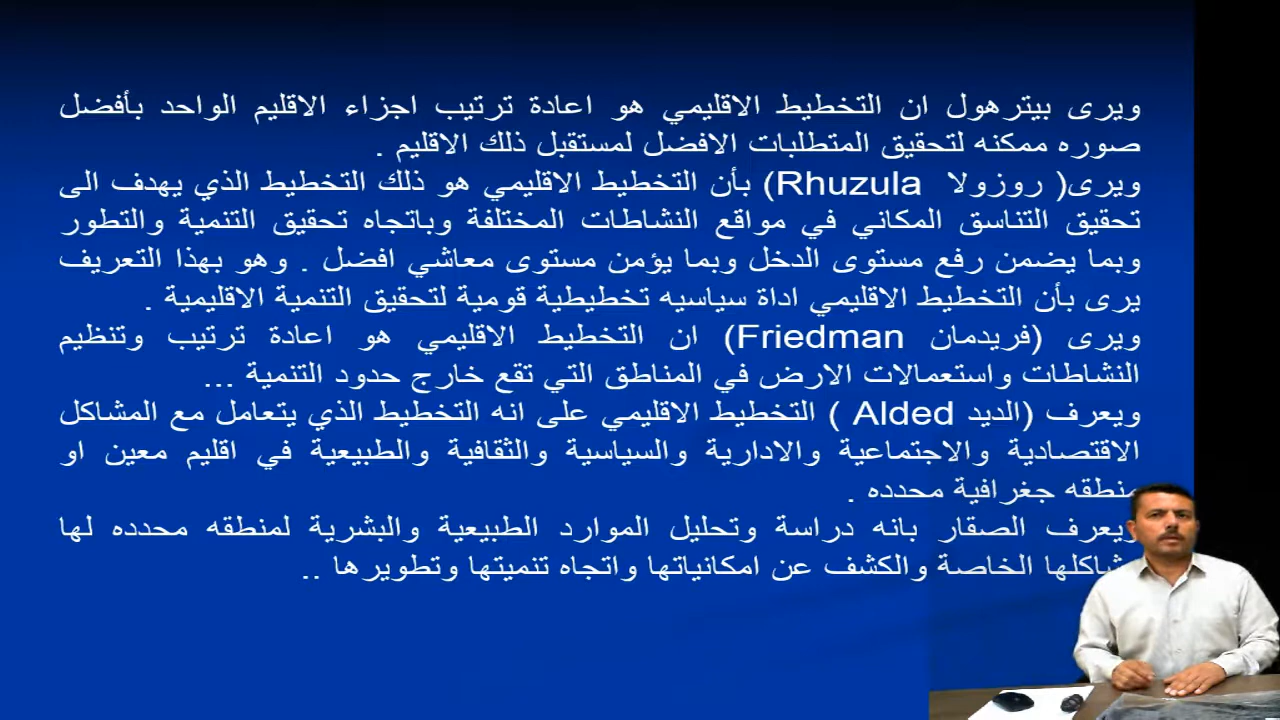 ويرى بيترهول ان التخطيط الاقليمي هو اعادة ترتيب اجزاء الاقليم الواحد بأفضل
صوره ممكنه لتحقيق المتطلبات الافضل لمستقبل ذلك الاقليم .
ويرى( روزولا Rhuzula) بأن التخطيط الاقليمي هو ذلك التخطيط الذي يهدف الى
تحقيق التناسق المكاني في مواقع النشاطات المختلفة وباتجاه تحقيق التنمية والتطور
وبما يضمن رفع مستوى الدخل وبما يؤمن مستوى معاشي افضل . وهو بهذا التعريف
يرى بأن التخطيط الاقليمي اداة سياسيه تخطيطية قومية لتحقيق التنمية الاقليمية .
ويرى (فريدمان Friedman) ان التخطيط الاقليمي هو اعادة ترتيب وتنظيم
النشاطات واستعمالات الارض في المناطق التي تقع خارج حدود التنمية ...
ويعرف (الديد Alded ) التخطيط الاقليمي على انه التخطيط الذي يتعامل مع المشاكل
الاقتصادية والاجتماعية والادارية والسياسية والثقافية والطبيعية في اقليم معين او
منطقه جغرافية محدده .
ويعرف الصقار بانه دراسة وتحليل الموارد الطبيعية والبشرية لمنطقه محدده لها
مشاكلها الخاصة والكشف عن امكانياتها واتجاه تنميتها وتطويرها ..